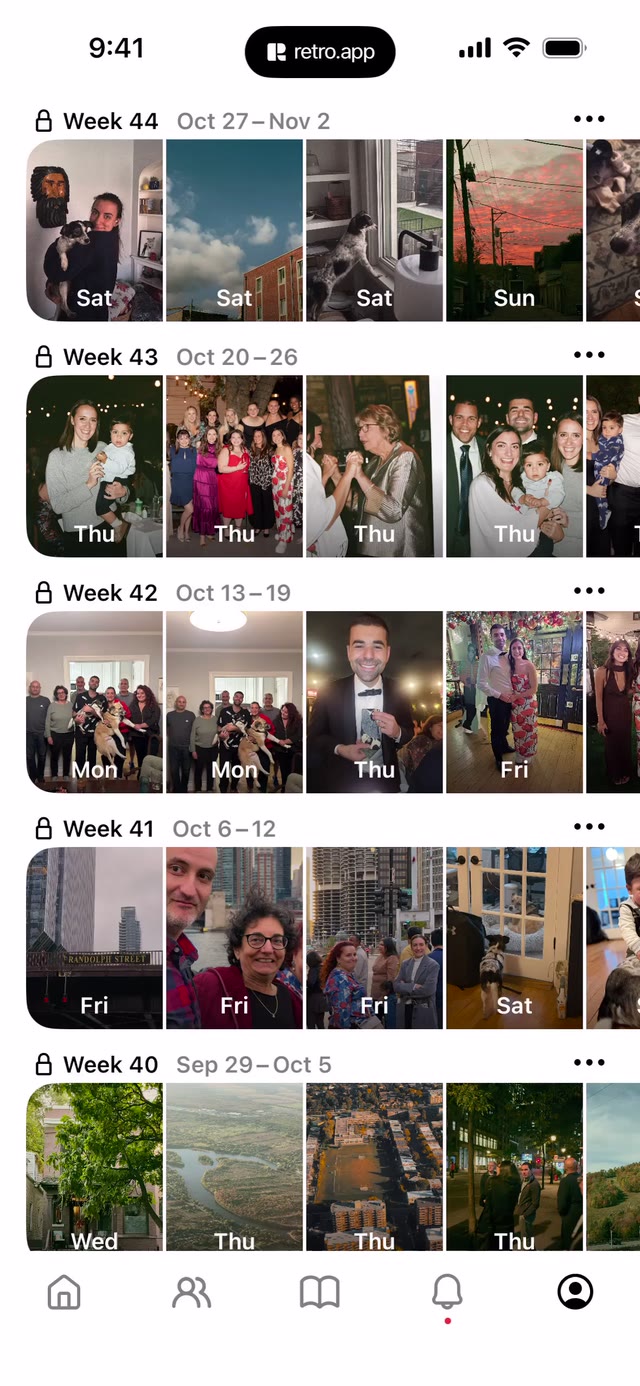 9:41
retro.app
Week 44 Oct 27–Nov 2
Sat
Sat
Sat
Sun
Week 43 Oct 20–26
Thu
Thu
Thu
Thu
Week 42 Oct 13–19
Mon
Mon
Thu
Fri
Week 41 Oct 6–12
RANDOLPH STREET
Fri
Fri
Fri
Sat
Week 40 Sep 29–Oct 5
Wed
Thu
Thu
Thu